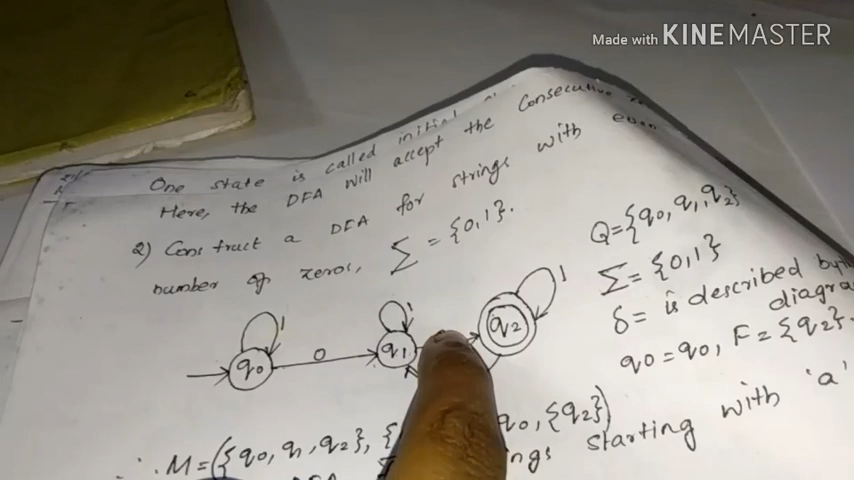 Made with KINEMASTER
One state is called initial
Here, the DFA will accept the Consecutive
2) Construct a DFA for strings with even
number of zeros, Σ = {0,1}.
Q={q0,q1,q2}
Σ={0,1}
δ= is described by
diagra
q0=q0, F={q2}.
1
1
1
0
q0
q1
q2
∴ M=({q0,q1,q2},{ q0,{q2})
ngs starting with 'a'